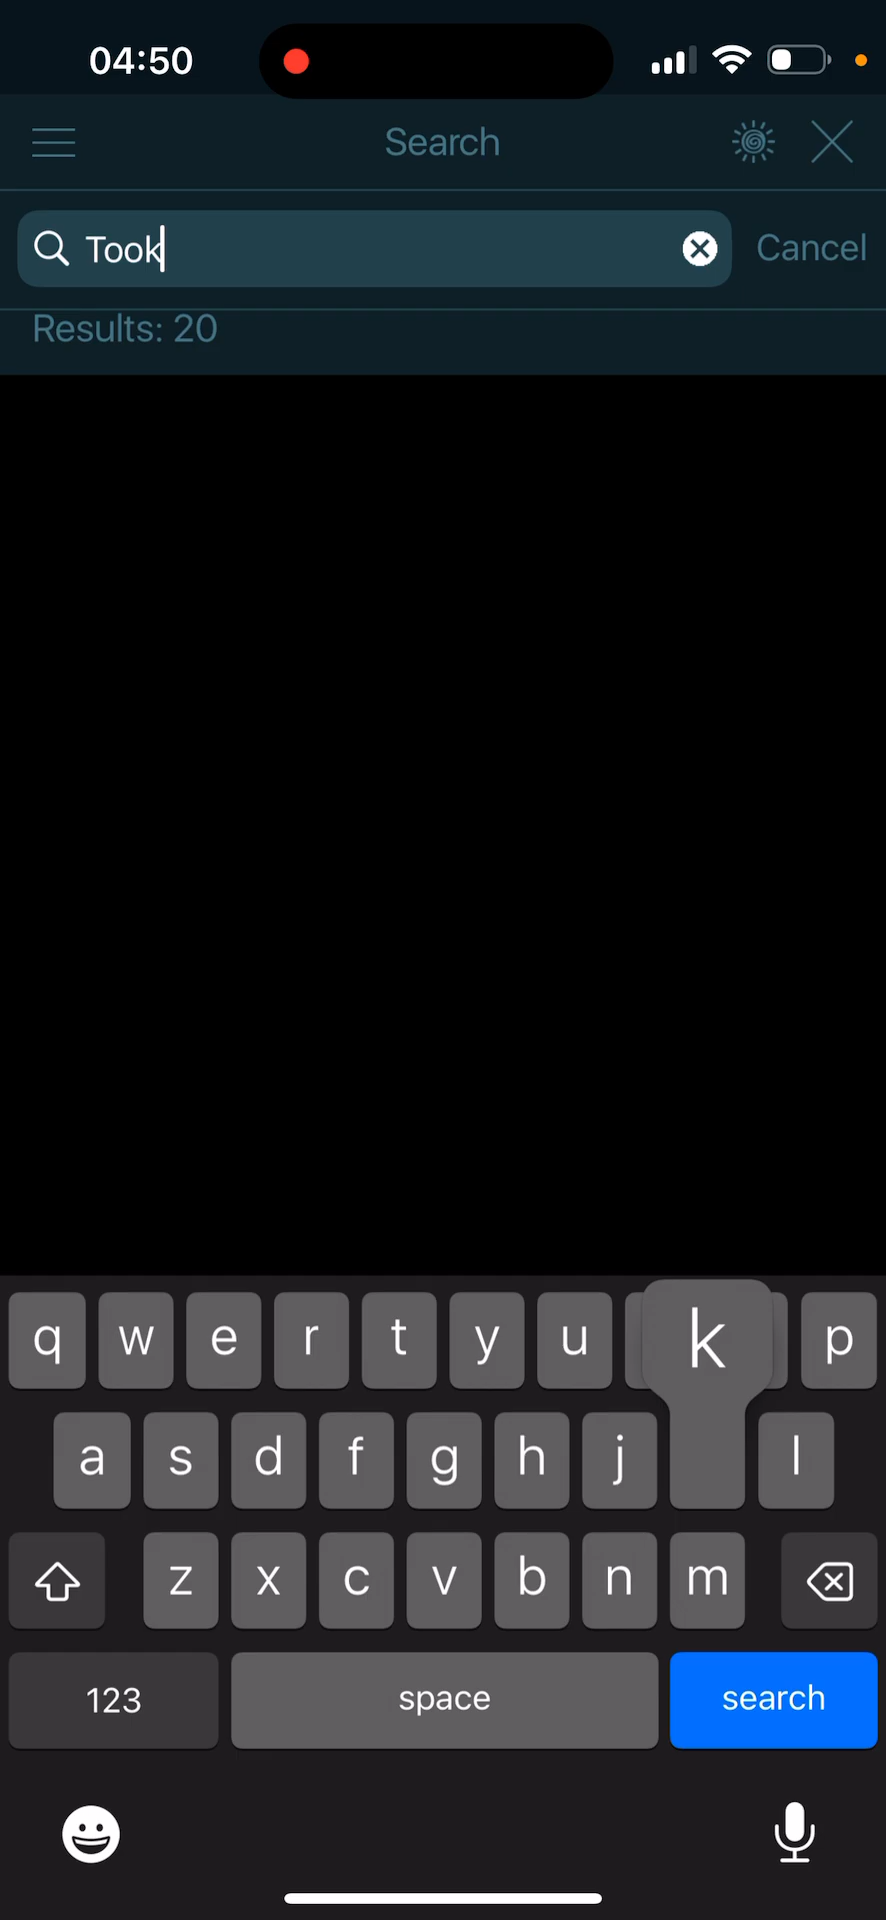 04:50
Search
Took
Cancel
Results: 20
q w e r t y u k p
a s d f g h j l
z x c v b n m
123 space search